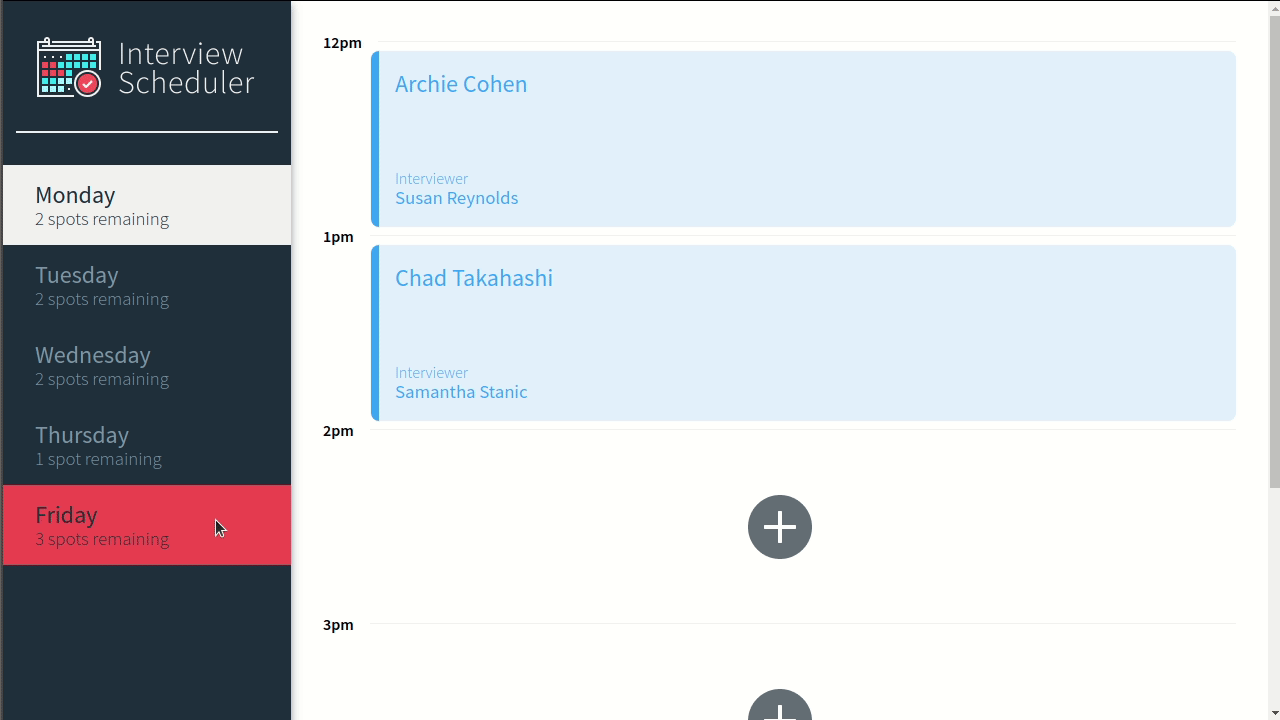 Interview
Scheduler
Monday
2 spots remaining
Tuesday
2 spots remaining
Wednesday
2 spots remaining
Thursday
1 spot remaining
Friday
3 spots remaining
12pm
Archie Cohen
Interviewer
Susan Reynolds
1pm
Chad Takahashi
Interviewer
Samantha Stanic
2pm
3pm